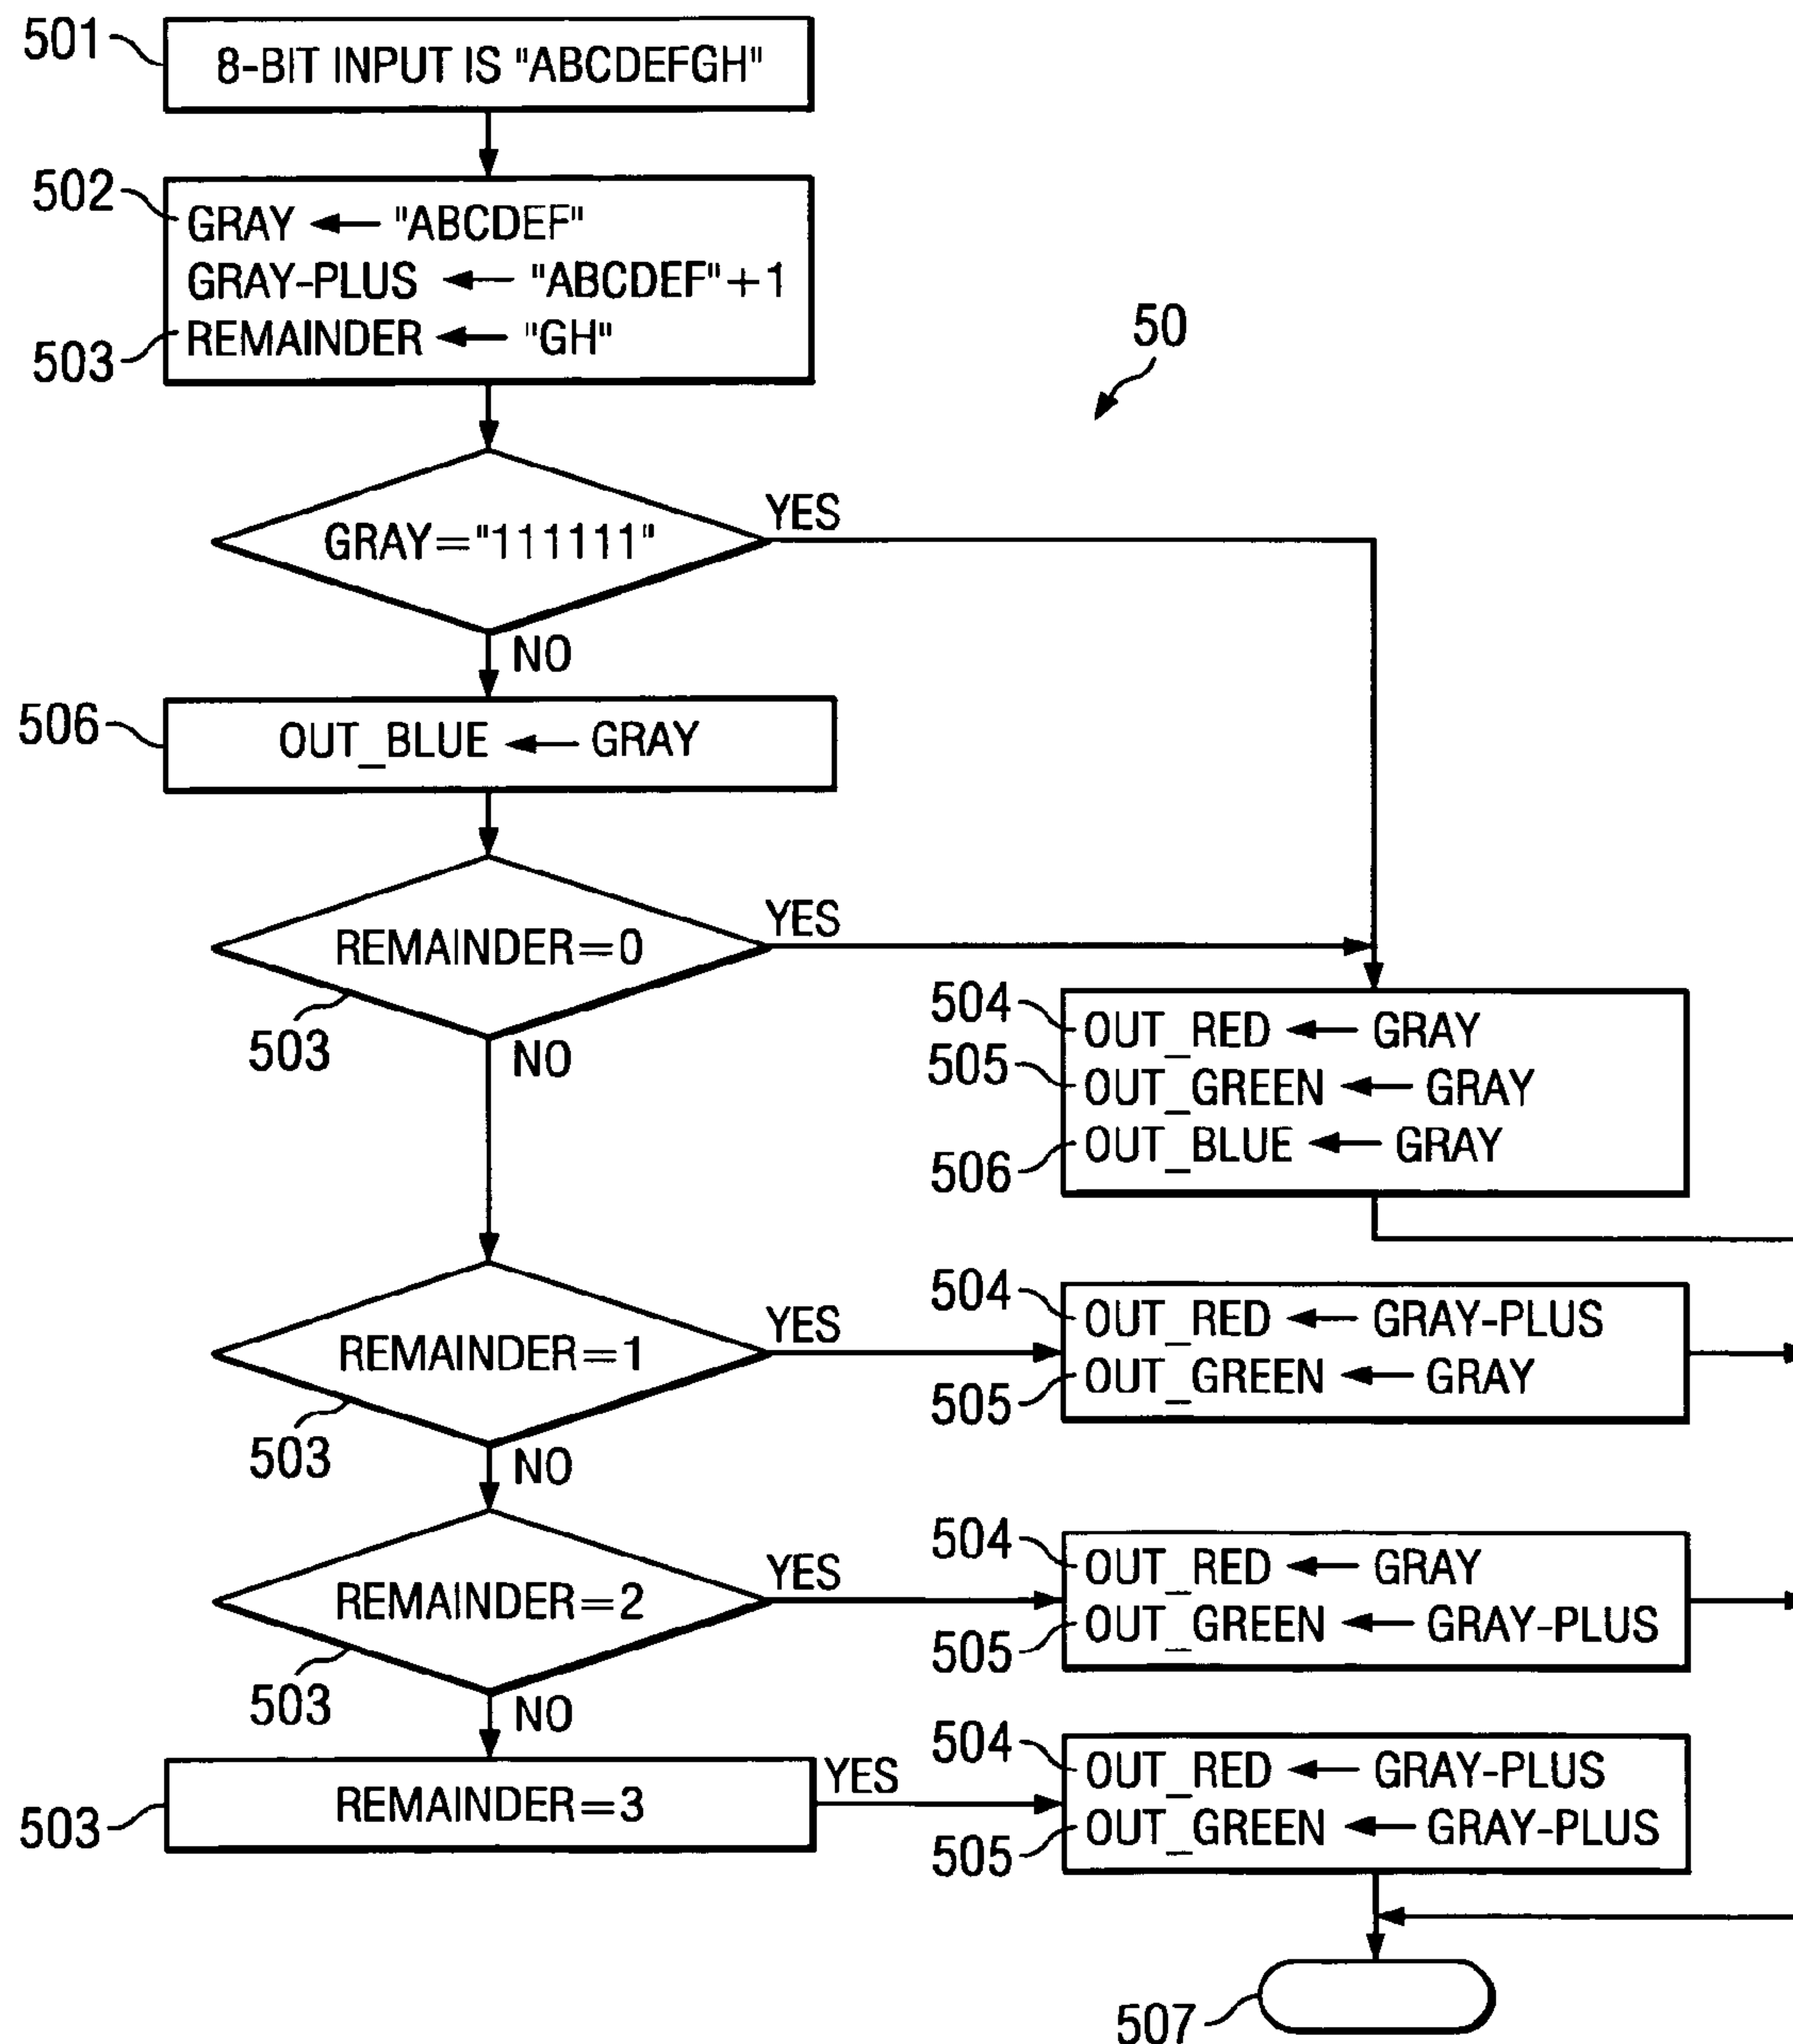 501
8-BIT INPUT IS "ABCDEFGH"
502
GRAY ← "ABCDEF"
GRAY-PLUS ← "ABCDEF"+1
503
REMAINDER ← "GH"
50
GRAY="111111"
YES
NO
506
OUT_BLUE ← GRAY
REMAINDER=0
YES
503
NO
504
OUT_RED ← GRAY
505
OUT_GREEN ← GRAY
506
OUT_BLUE ← GRAY
REMAINDER=1
YES
503
NO
504
OUT_RED ← GRAY-PLUS
505
OUT_GREEN ← GRAY
REMAINDER=2
YES
503
NO
504
OUT_RED ← GRAY
505
OUT_GREEN ← GRAY-PLUS
503
REMAINDER=3
YES
504
OUT_RED ← GRAY-PLUS
505
OUT_GREEN ← GRAY-PLUS
507